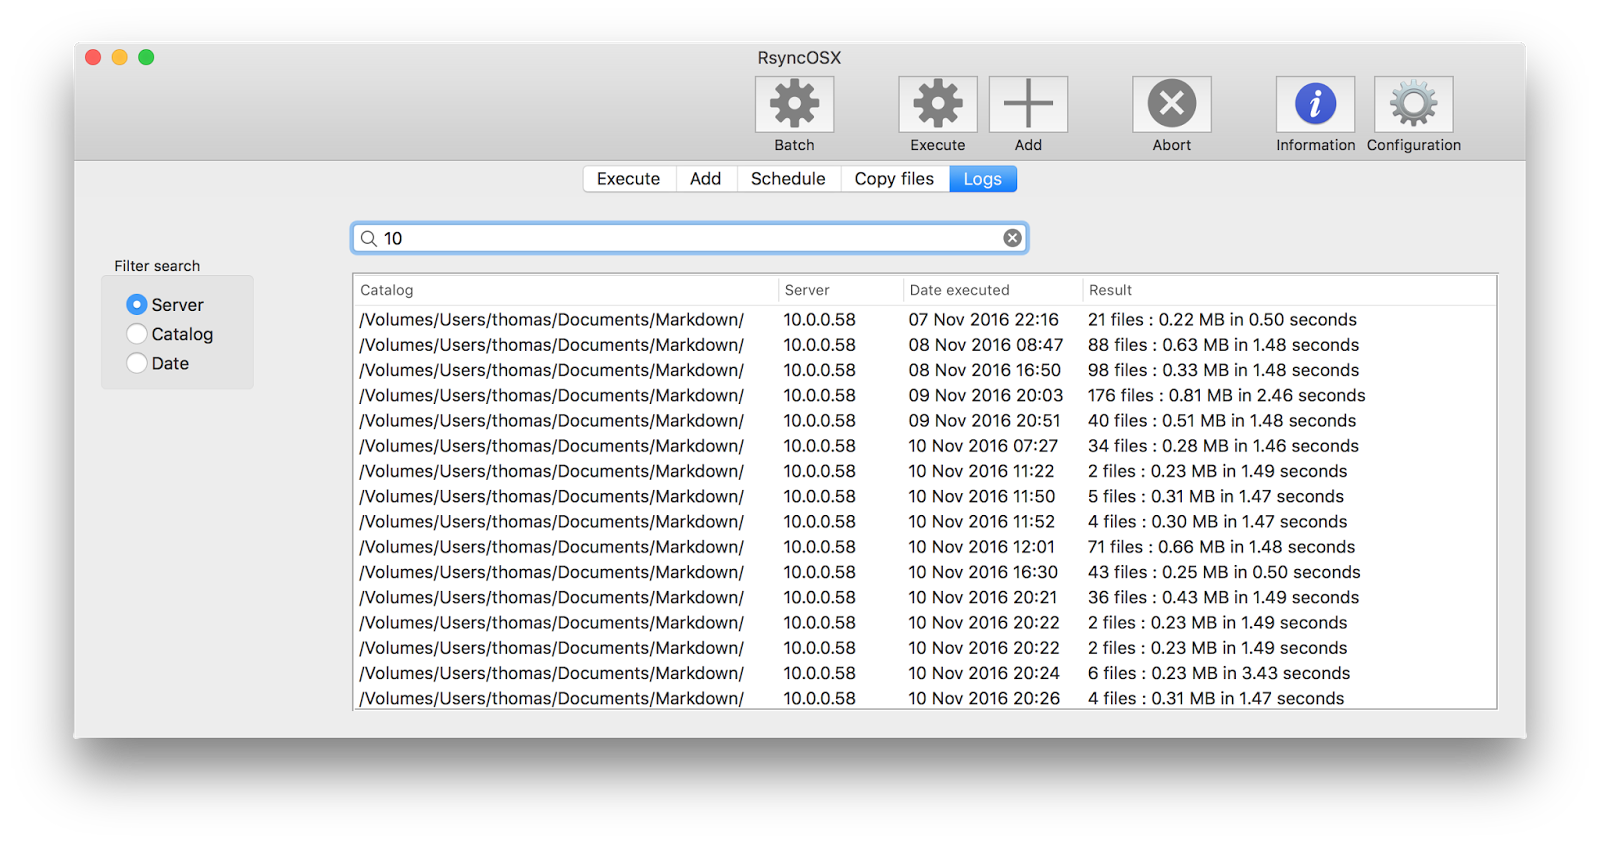 RsyncOSX
Batch Execute Add Abort Information Configuration
Execute Add Schedule Copy files Logs
10
Filter search
Server
Catalog
Date
Catalog Server Date executed Result
/Volumes/Users/thomas/Documents/Markdown/ 10.0.0.58 07 Nov 2016 22:16 21 files : 0.22 MB in 0.50 seconds
/Volumes/Users/thomas/Documents/Markdown/ 10.0.0.58 08 Nov 2016 08:47 88 files : 0.63 MB in 1.48 seconds
/Volumes/Users/thomas/Documents/Markdown/ 10.0.0.58 08 Nov 2016 16:50 98 files : 0.33 MB in 1.48 seconds
/Volumes/Users/thomas/Documents/Markdown/ 10.0.0.58 09 Nov 2016 20:03 176 files : 0.81 MB in 2.46 seconds
/Volumes/Users/thomas/Documents/Markdown/ 10.0.0.58 09 Nov 2016 20:51 40 files : 0.51 MB in 1.48 seconds
/Volumes/Users/thomas/Documents/Markdown/ 10.0.0.58 10 Nov 2016 07:27 34 files : 0.28 MB in 1.46 seconds
/Volumes/Users/thomas/Documents/Markdown/ 10.0.0.58 10 Nov 2016 11:22 2 files : 0.23 MB in 1.49 seconds
/Volumes/Users/thomas/Documents/Markdown/ 10.0.0.58 10 Nov 2016 11:50 5 files : 0.31 MB in 1.47 seconds
/Volumes/Users/thomas/Documents/Markdown/ 10.0.0.58 10 Nov 2016 11:52 4 files : 0.30 MB in 1.47 seconds
/Volumes/Users/thomas/Documents/Markdown/ 10.0.0.58 10 Nov 2016 12:01 71 files : 0.66 MB in 1.48 seconds
/Volumes/Users/thomas/Documents/Markdown/ 10.0.0.58 10 Nov 2016 16:30 43 files : 0.25 MB in 0.50 seconds
/Volumes/Users/thomas/Documents/Markdown/ 10.0.0.58 10 Nov 2016 20:21 36 files : 0.43 MB in 1.49 seconds
/Volumes/Users/thomas/Documents/Markdown/ 10.0.0.58 10 Nov 2016 20:22 2 files : 0.23 MB in 1.49 seconds
/Volumes/Users/thomas/Documents/Markdown/ 10.0.0.58 10 Nov 2016 20:22 2 files : 0.23 MB in 1.49 seconds
/Volumes/Users/thomas/Documents/Markdown/ 10.0.0.58 10 Nov 2016 20:24 6 files : 0.23 MB in 3.43 seconds
/Volumes/Users/thomas/Documents/Markdown/ 10.0.0.58 10 Nov 2016 20:26 4 files : 0.31 MB in 1.47 seconds